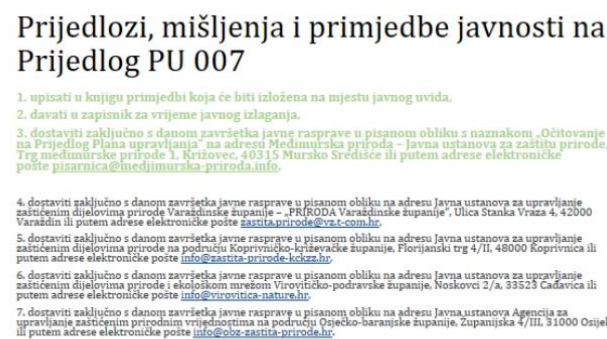 Prijedlozi, mišljenja i primjedbe javnosti na
Prijedlog PU 007
1. upisati u knjigu primjedbi koja će biti izložena na mjestu javnog uvida,
2. davati u zapisnik za vrijeme javnog izlaganja,
3. dostaviti zaključno s danom završetka javne rasprave u pisanom obliku s naznakom „Očitovanje
na Prijedlog Plana upravljanja" na adresu Međimurska priroda – Javna ustanova za zaštitu prirode,
Trg međimurske prirode 1, Križovec, 40315 Mursko Središće ili putem adrese elektroničke
pošte pisarnica@medjimurska-priroda.info.
4. dostaviti zaključno s danom završetka javne rasprave u pisanom obliku na adresu Javna ustanova za upravljanje
zaštićenim dijelovima prirode Varaždinske županije – „PRIRODA Varaždinske županije", Ulica Stanka Vraza 4, 42000
Varaždin ili putem adrese elektroničke pošte zastita.prirode@vz.t-com.hr.
5. dostaviti zaključno s danom završetka javne rasprave u pisanom obliku na adresu Javna ustanova za upravljanje
zaštićenim dijelovima prirode na području Koprivničko-križevačke županije, Florijanski trg 4/II, 48000 Koprivnica ili
putem adrese elektroničke pošte info@zastita-prirode-kckzz.hr.
6. dostaviti zaključno s danom završetka javne rasprave u pisanom obliku na adresu Javna ustanova za upravljanje
zaštićenim dijelovima prirode i ekološkom mrežom Virovitičko-podravske županije, Noskovci 2/a, 33523 Čađavica ili
putem adrese elektroničke pošte info@virovitica-nature.hr.
7. dostaviti zaključno s danom završetka javne rasprave u pisanom obliku na adresu Javna ustanova Agencija za
upravljanje zaštićenim prirodnim vrijednostima na području Osječko-baranjske županije, Županijska 4/III, 31000 Osijek
ili putem adrese elektroničke pošte info@obz-zastita-prirode.hr.